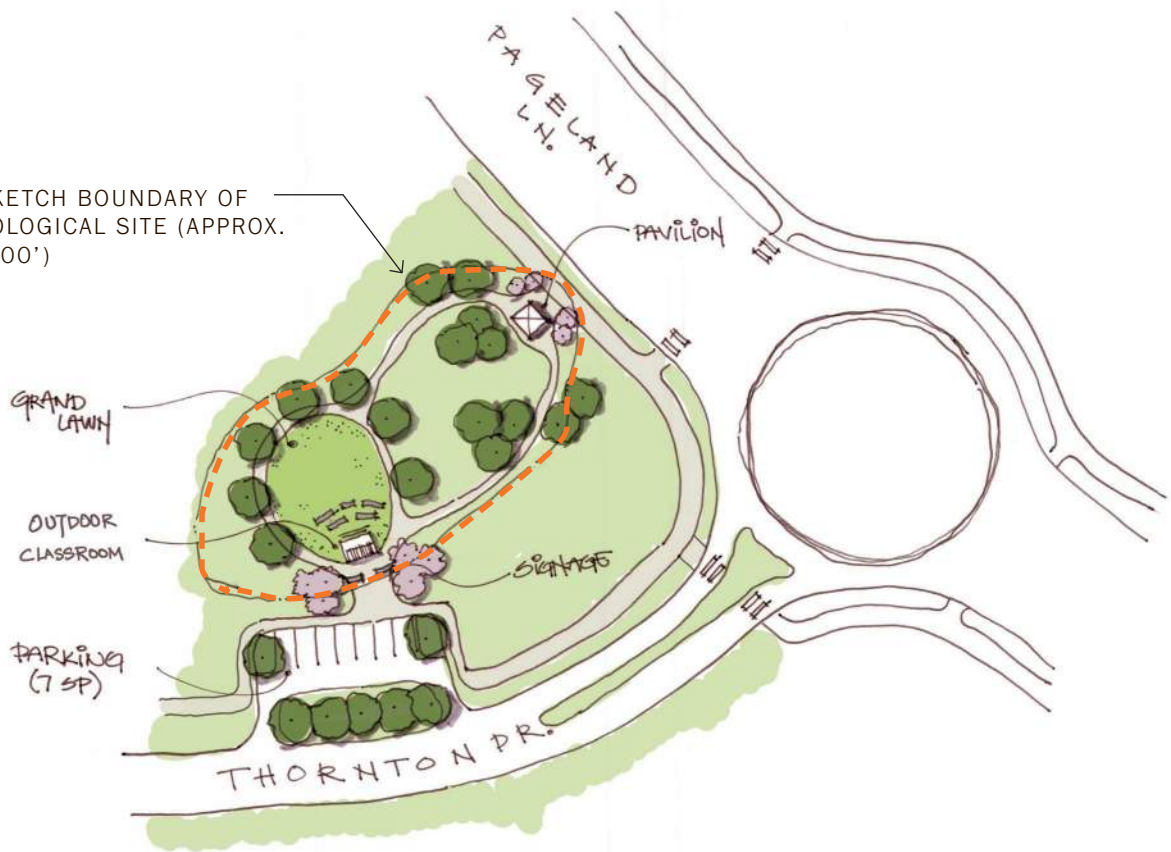 PAGELAND
LN.
KETCH BOUNDARY OF
OLOGICAL SITE (APPROX.
00')
PAVILION
GRAND
LAWN
OUTDOOR
CLASSROOM
SIGNAGE
PARKING
(7 SP)
THORNTON DR.